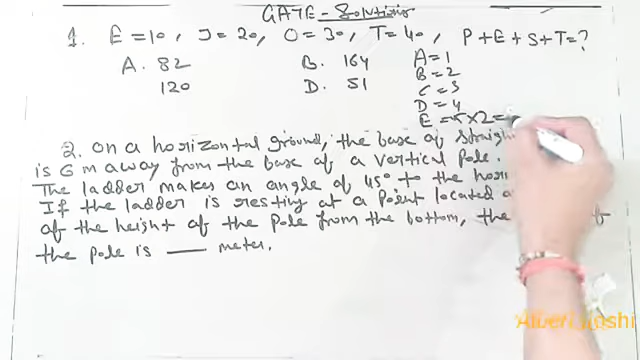 GATE - Solutions
1. E = 10, J = 20, O = 30, T = 40, P + E + S + T = ?
A. 82 B. 164
120 D. 51
A = 1
B = 2
C = 3
D = 4
E = 5 × 2 =
2. On a horizontal ground, the base of straigh
is 6 m away from the base of a vertical Pole.
The ladder makes an angle of 45° to the hori
If the ladder is resting at a point located a
of the height of the Pole from the bottom, the of
the pole is ___ meter.